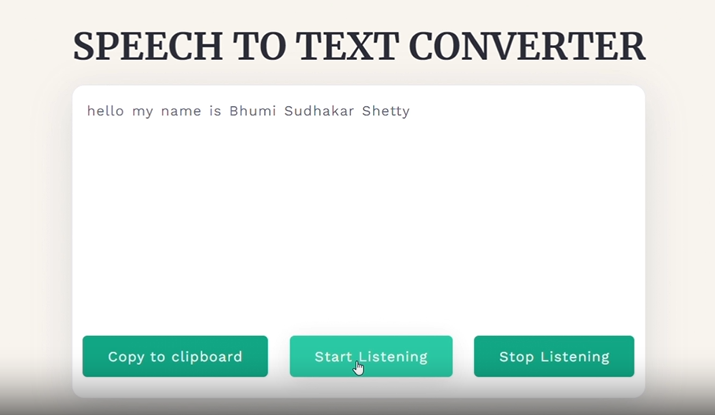 SPEECH TO TEXT CONVERTER
hello my name is Bhumi Sudhakar Shetty
Copy to clipboard
Start Listening
Stop Listening